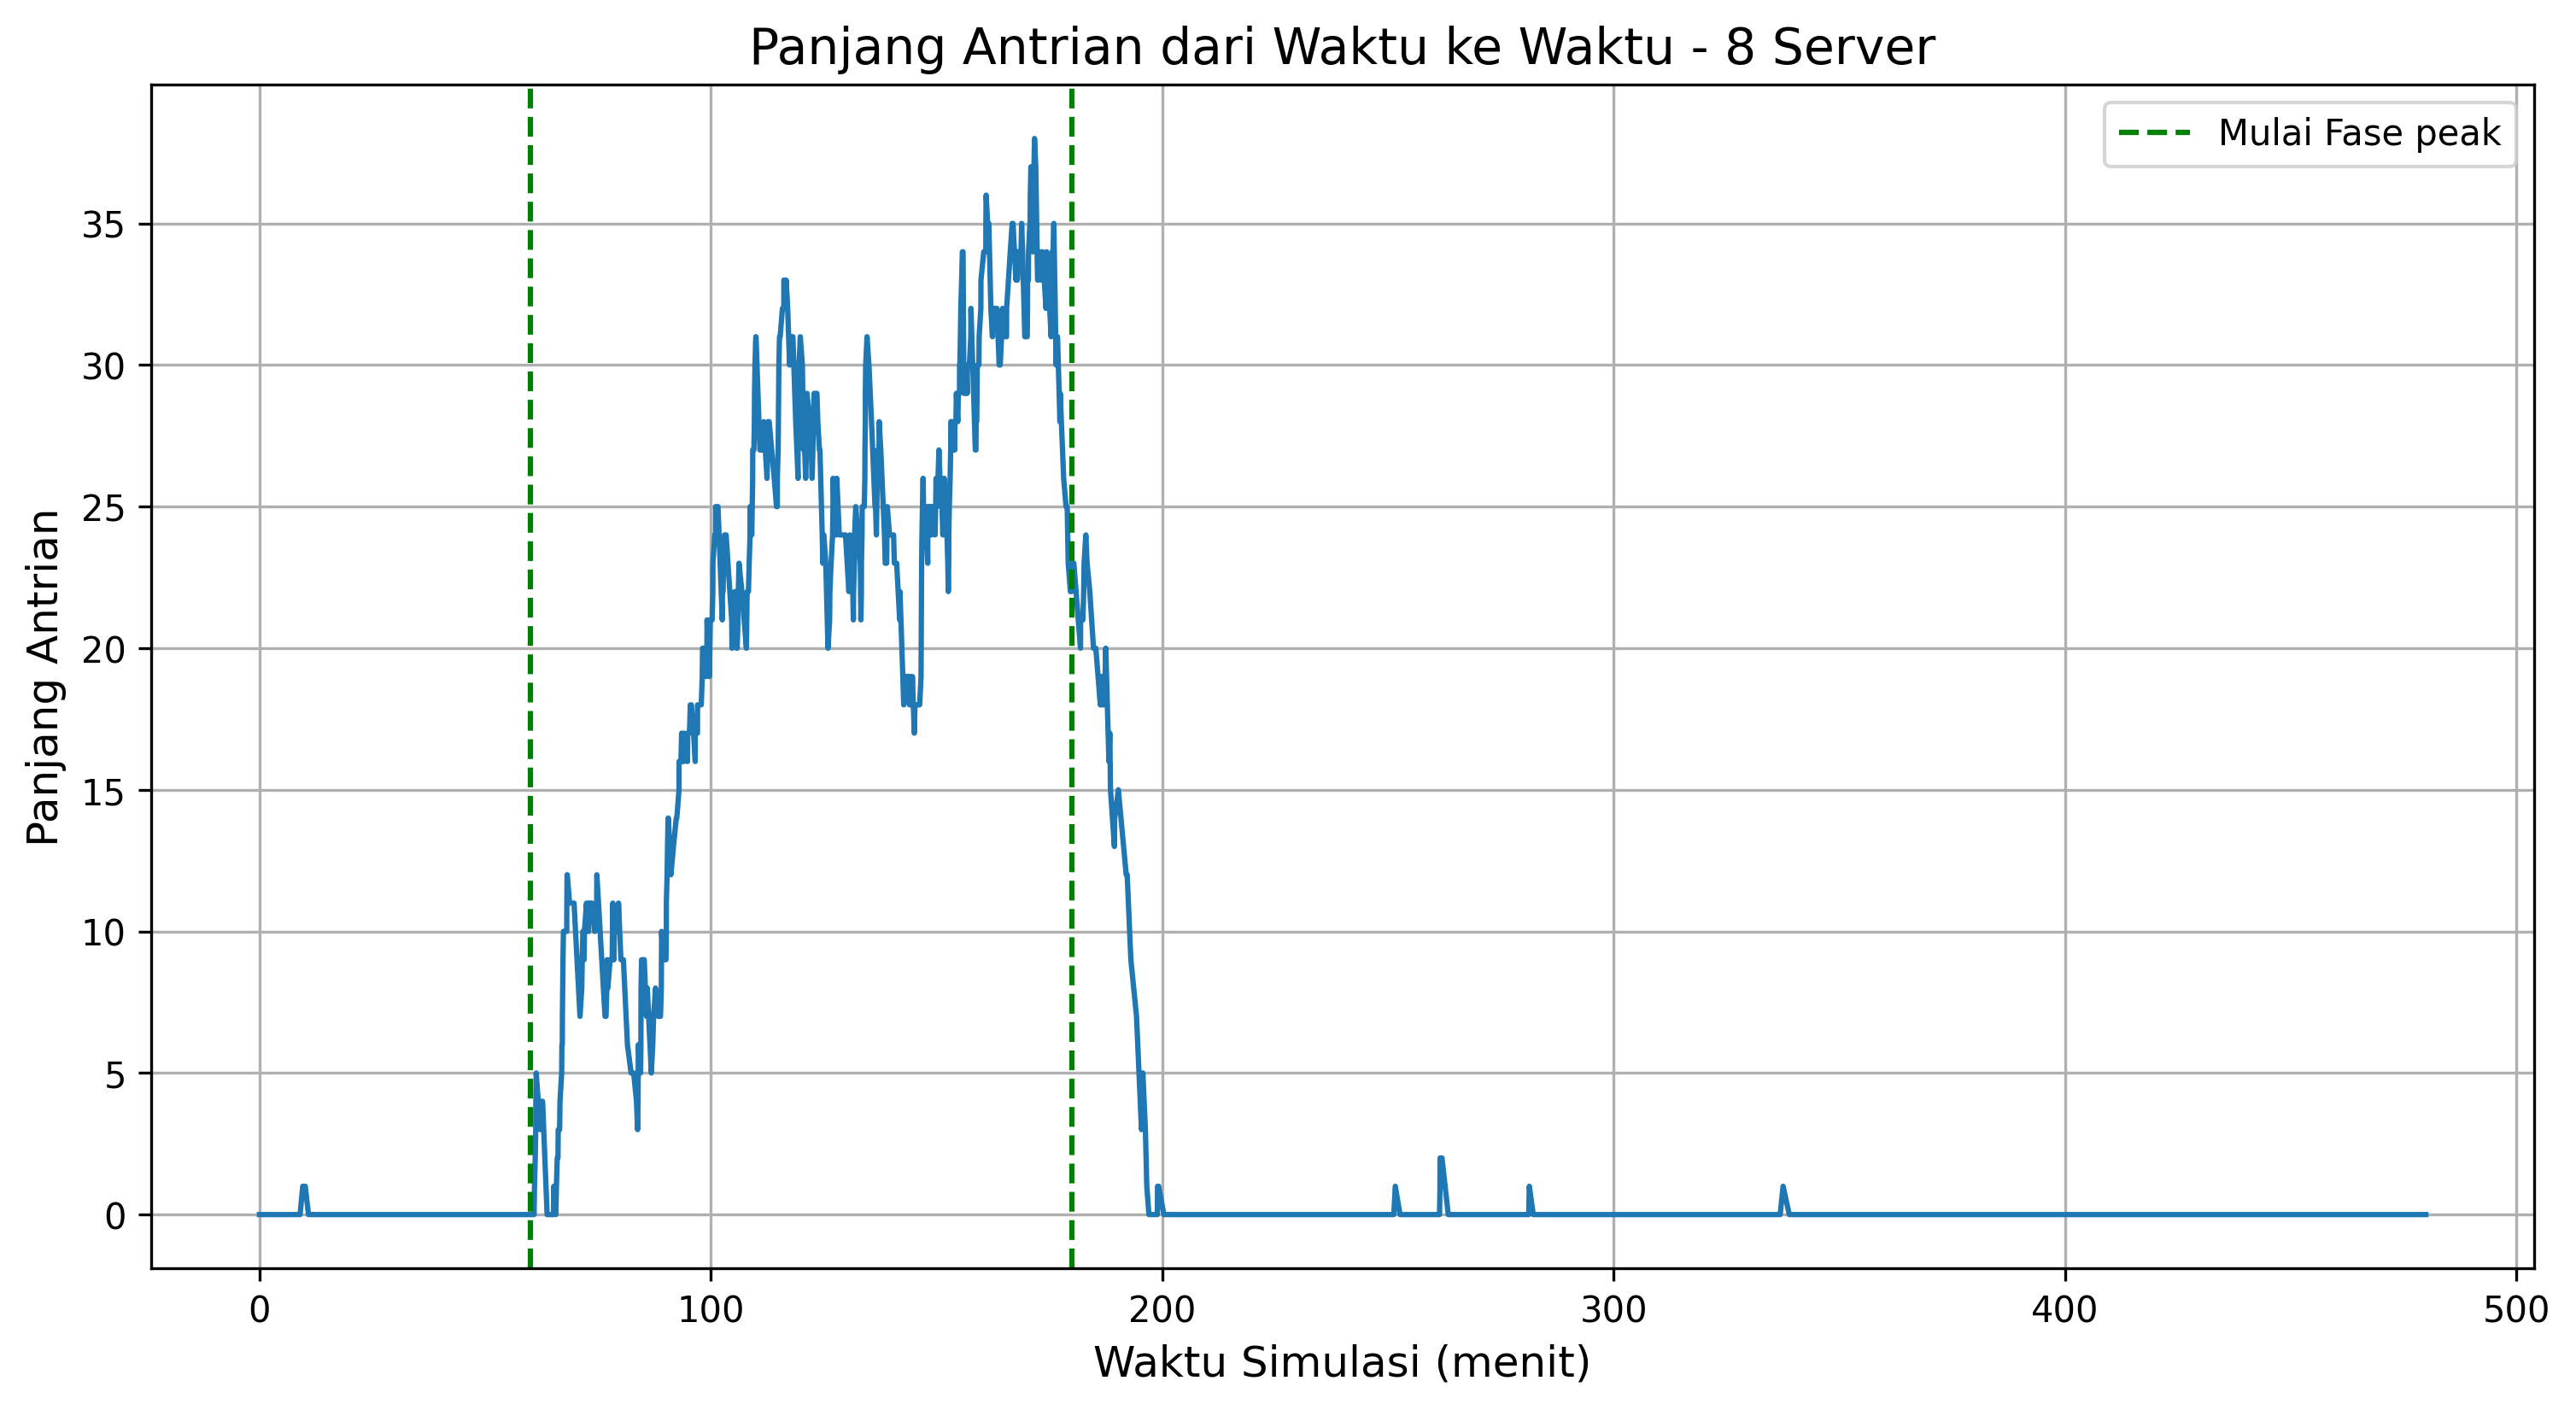 Panjang Antrian dari Waktu ke Waktu - 8 Server
Mulai Fase peak
Panjang Antrian
35
30
25
20
15
10
5
0
0 100 200 300 400 500
Waktu Simulasi (menit)